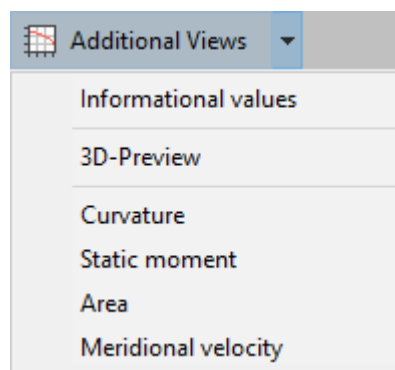 Additional Views
Informational values
3D-Preview
Curvature
Static moment
Area
Meridional velocity